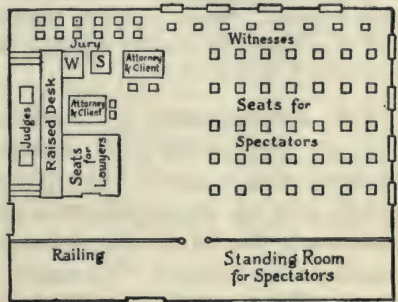 Jury
Witnesses
W
S
Attorney
& Client
Judges
Raised Desk
Attorney
& Client
Seats
for
Lawyers
Seats for
Spectators
Railing
Standing Room
for Spectators